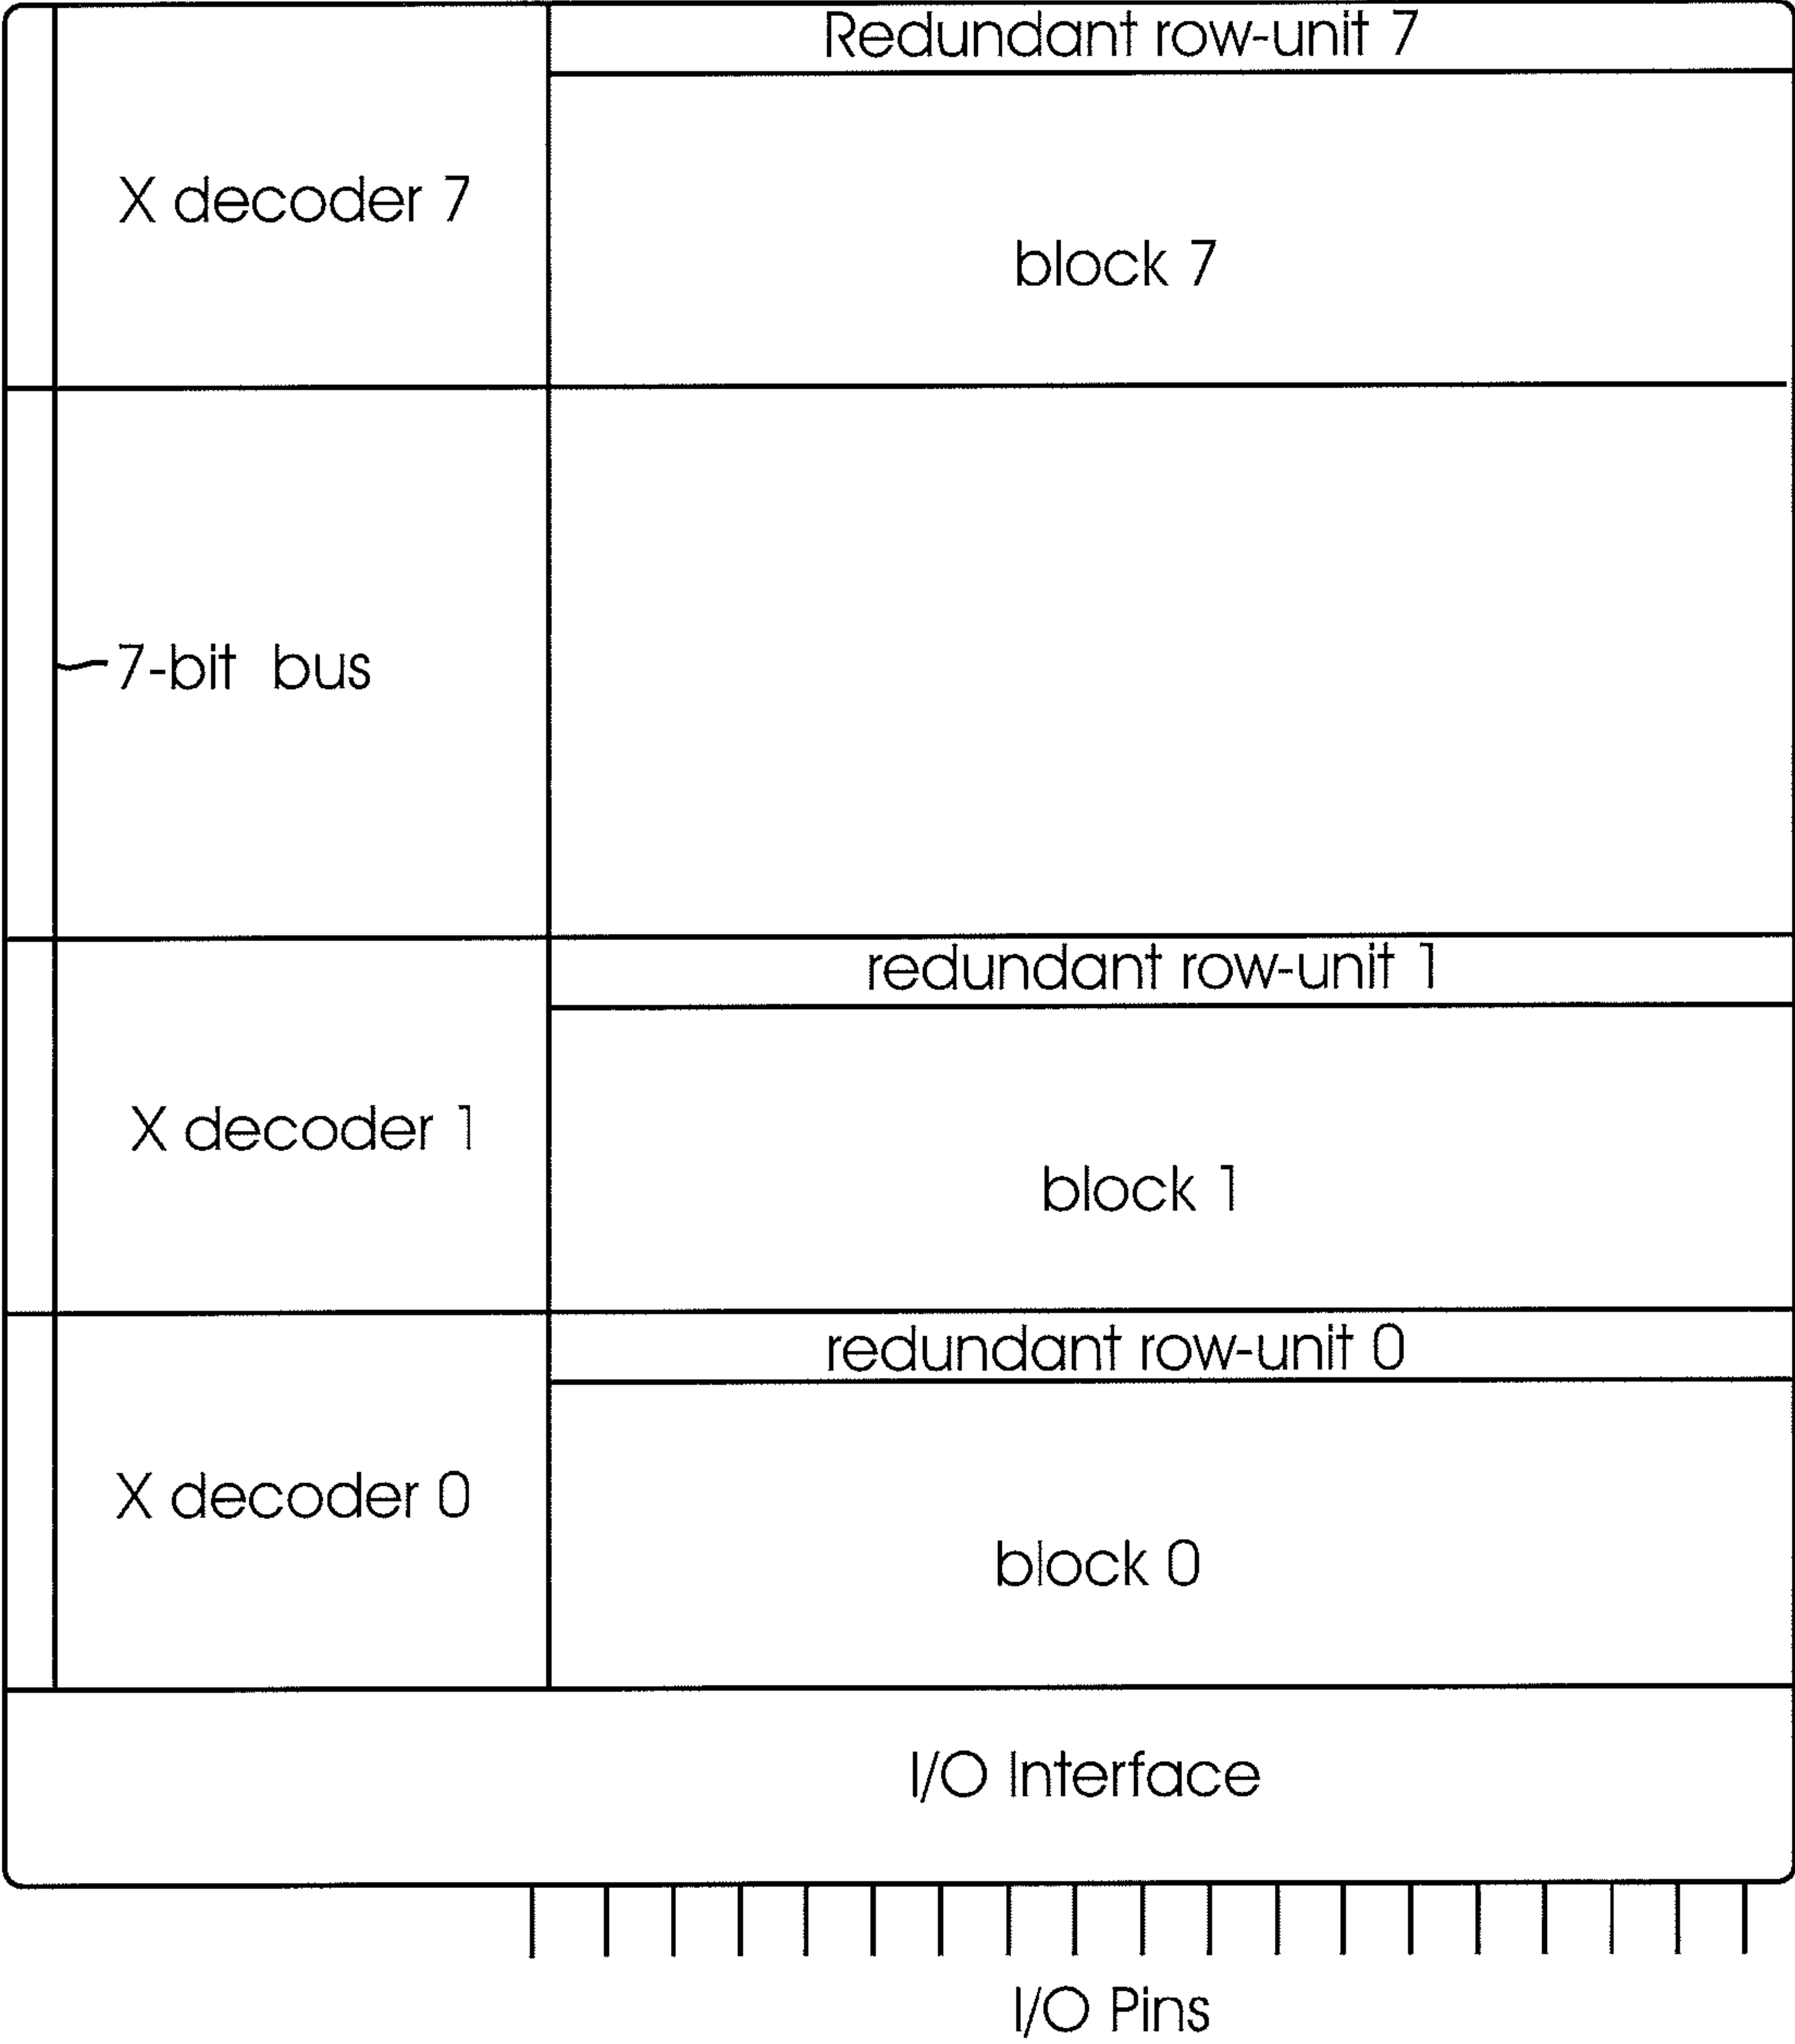 Redundant row-unit 7
X decoder 7
block 7
7-bit bus
redundant row-unit 1
X decoder 1
block 1
redundant row-unit 0
X decoder 0
block 0
I/O Interface
I/O Pins